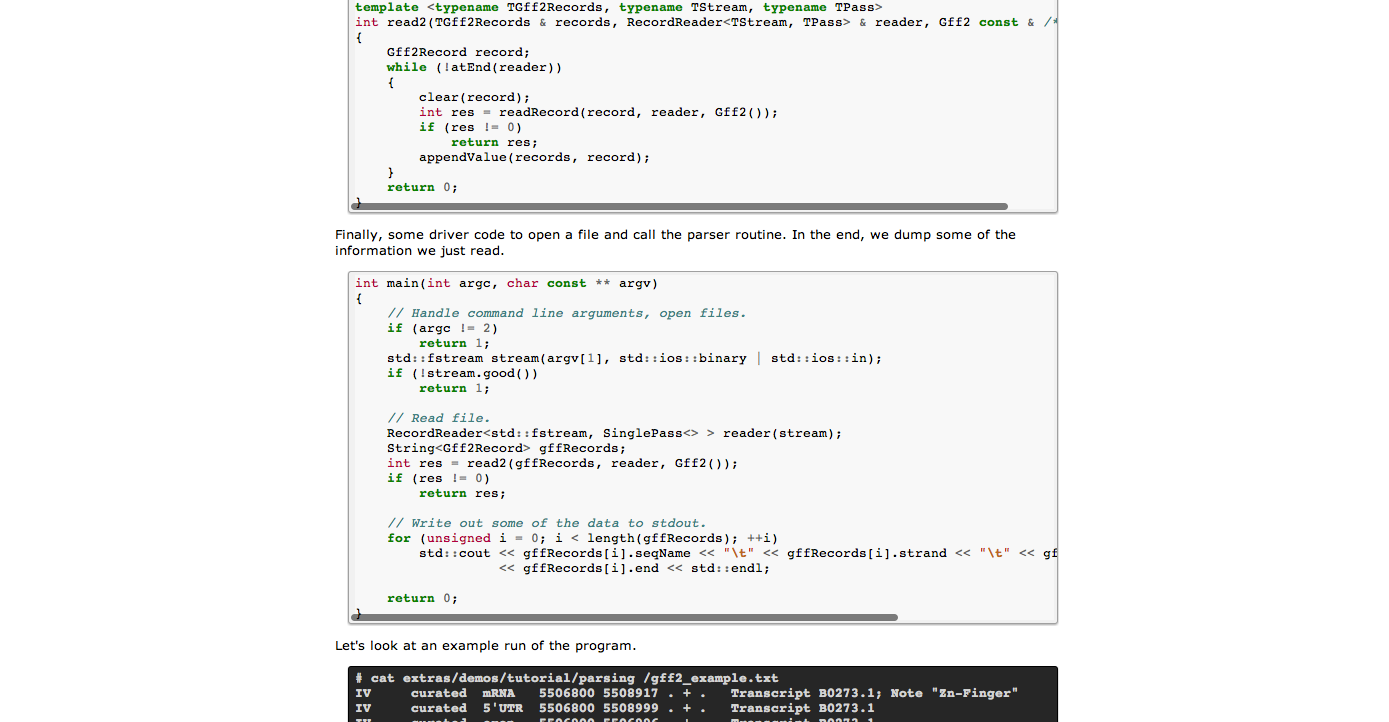 template <typename TGff2Records, typename TStream, typename TPass>
int read2(TGff2Records & records, RecordReader<TStream, TPass> & reader, Gff2 const & /*
{
    Gff2Record record;
    while (!atEnd(reader))
    {
        clear(record);
        int res = readRecord(record, reader, Gff2());
        if (res != 0)
            return res;
        appendValue(records, record);
    }
    return 0;
}
Finally, some driver code to open a file and call the parser routine. In the end, we dump some of the
information we just read.
int main(int argc, char const ** argv)
{
    // Handle command line arguments, open files.
    if (argc != 2)
        return 1;
    std::fstream stream(argv[1], std::ios::binary | std::ios::in);
    if (!stream.good())
        return 1;
    // Read file.
    RecordReader<std::fstream, SinglePass<> > reader(stream);
    String<Gff2Record> gffRecords;
    int res = read2(gffRecords, reader, Gff2());
    if (res != 0)
        return res;
    // Write out some of the data to stdout.
    for (unsigned i = 0; i < length(gffRecords); ++i)
        std::cout << gffRecords[i].seqName << "\t" << gffRecords[i].strand << "\t" << gf
                  << gffRecords[i].end << std::endl;
    return 0;
}
Let's look at an example run of the program.
# cat extras/demos/tutorial/parsing /gff2_example.txt
IV     curated  mRNA   5506800 5508917 . + .   Transcript B0273.1; Note "Zn-Finger"
IV     curated  5'UTR  5506800 5508999 . + .   Transcript B0273.1